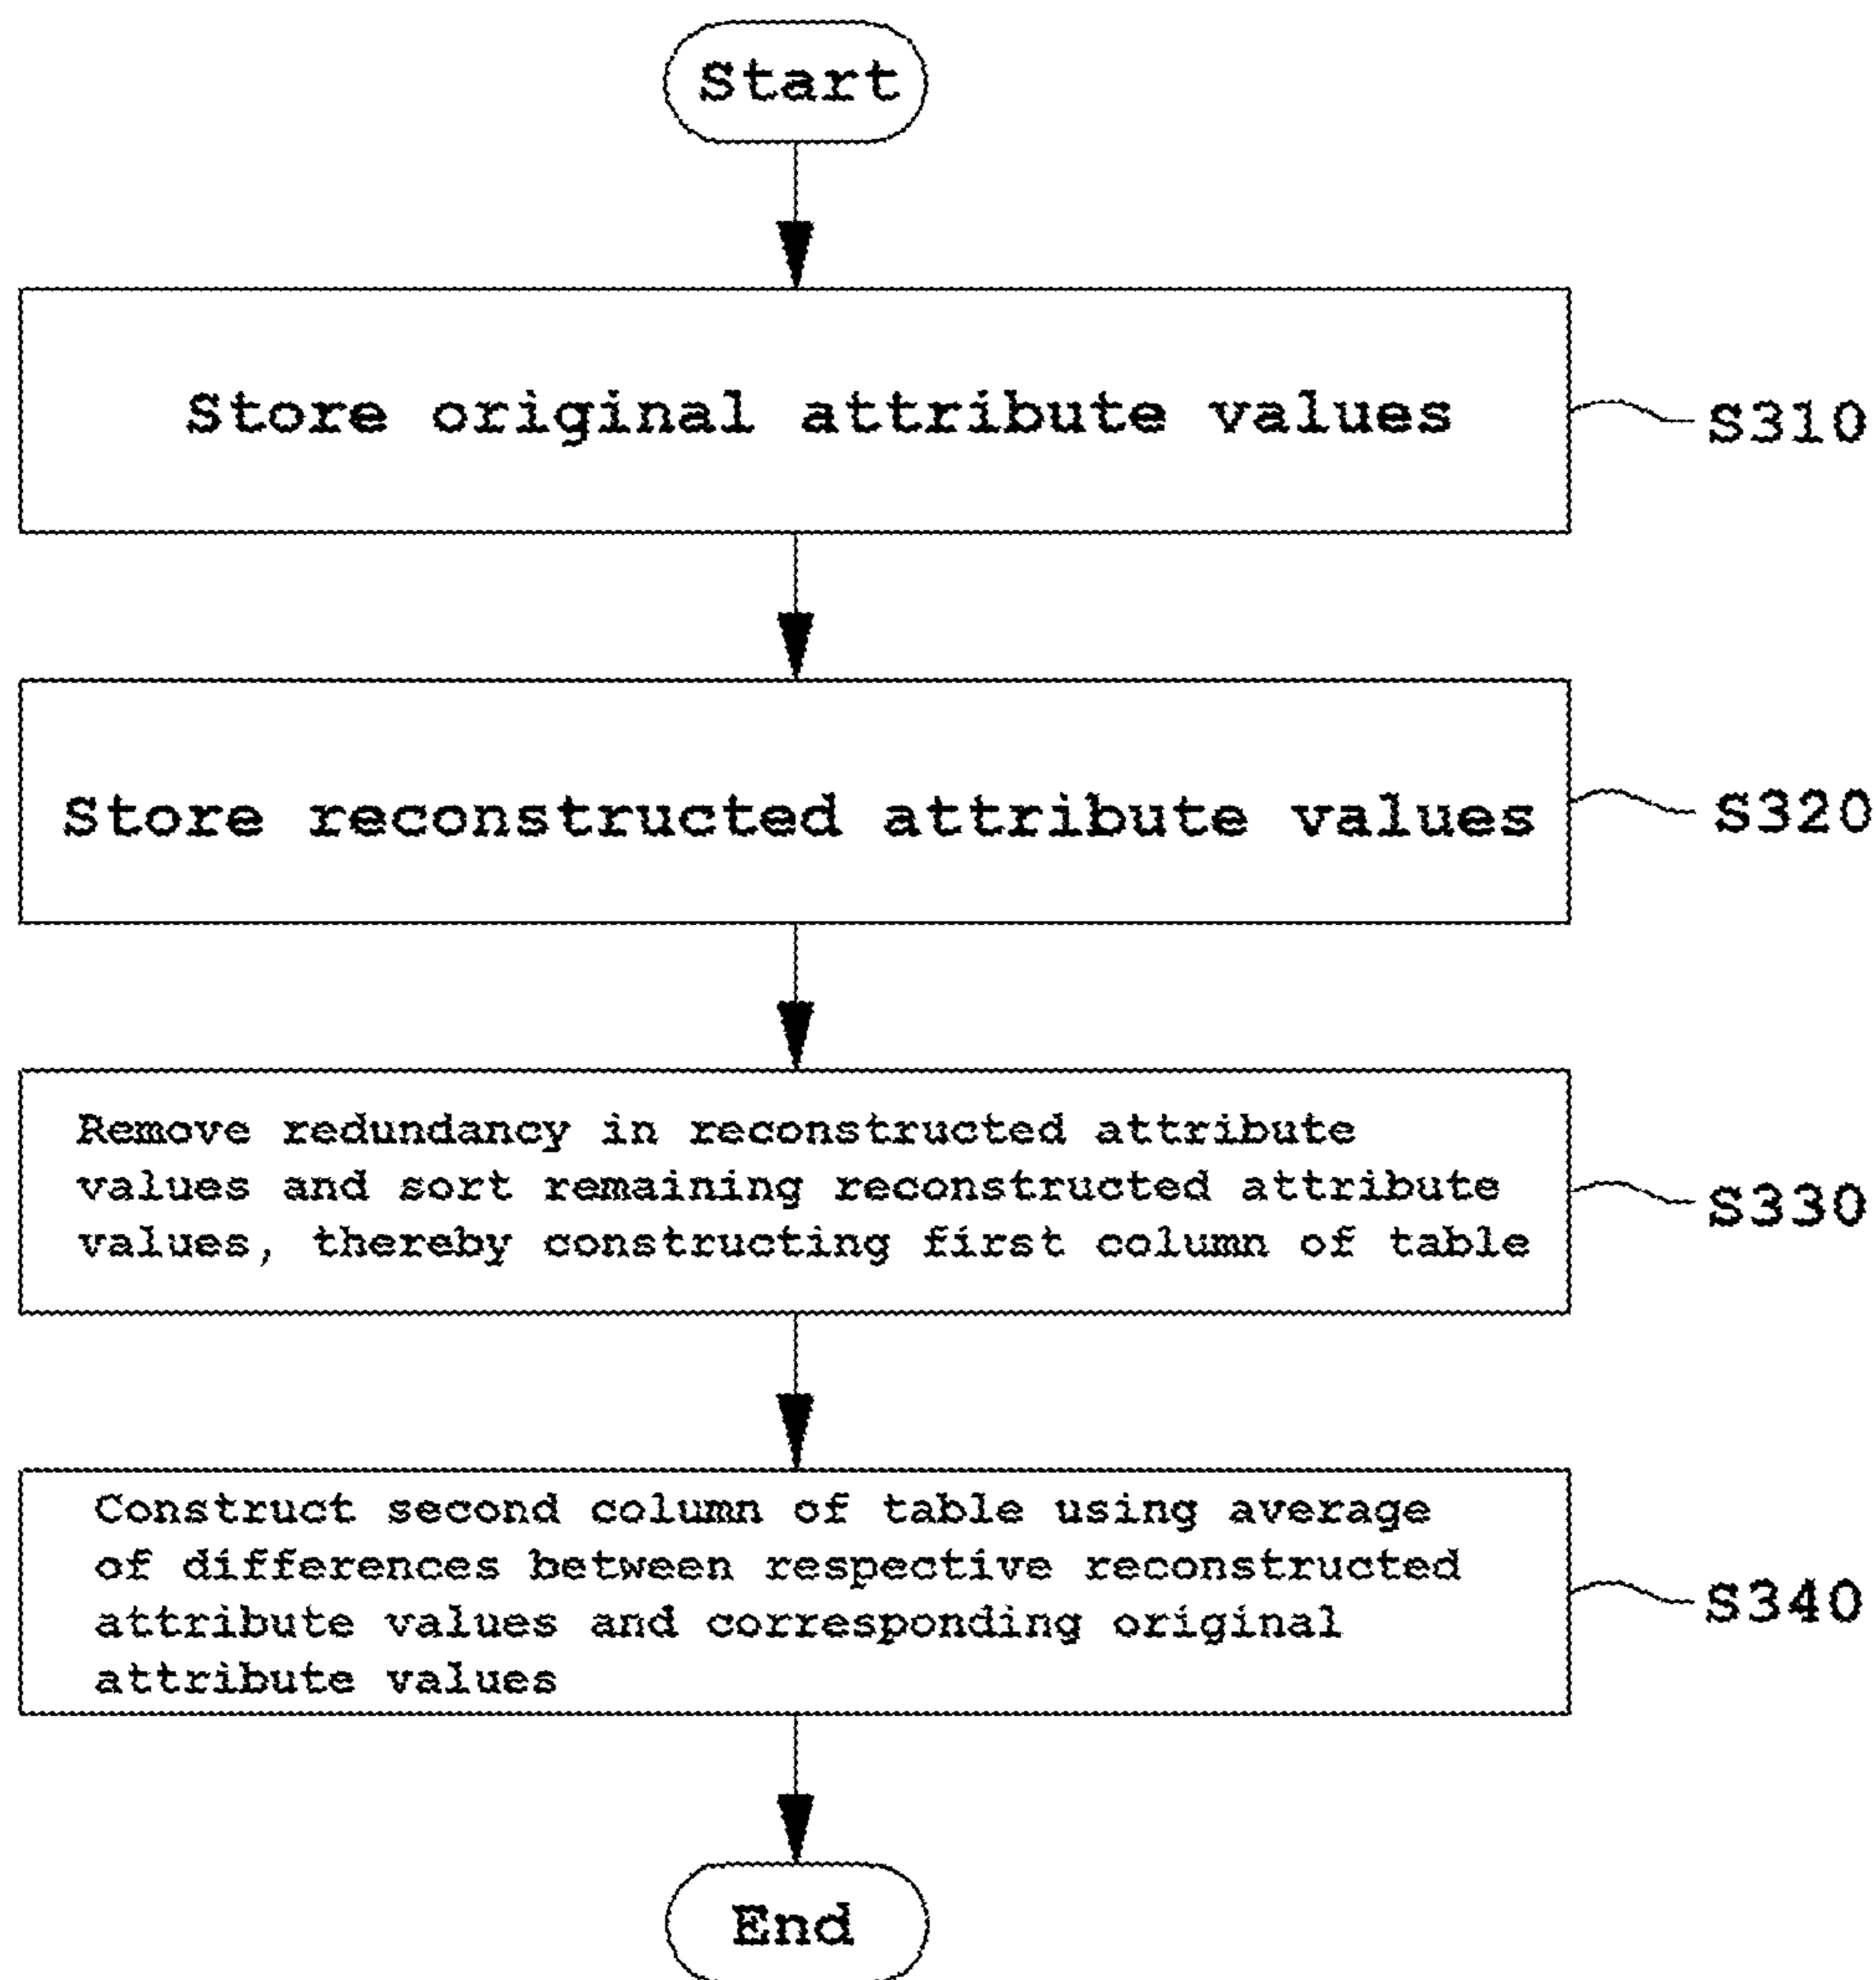 Start
Store original attribute values
S310
Store reconstructed attribute values
S320
Remove redundancy in reconstructed attribute
values and sort remaining reconstructed attribute
values, thereby constructing first column of table
S330
Construct second column of table using average
of differences between respective reconstructed
attribute values and corresponding original
attribute values
S340
End